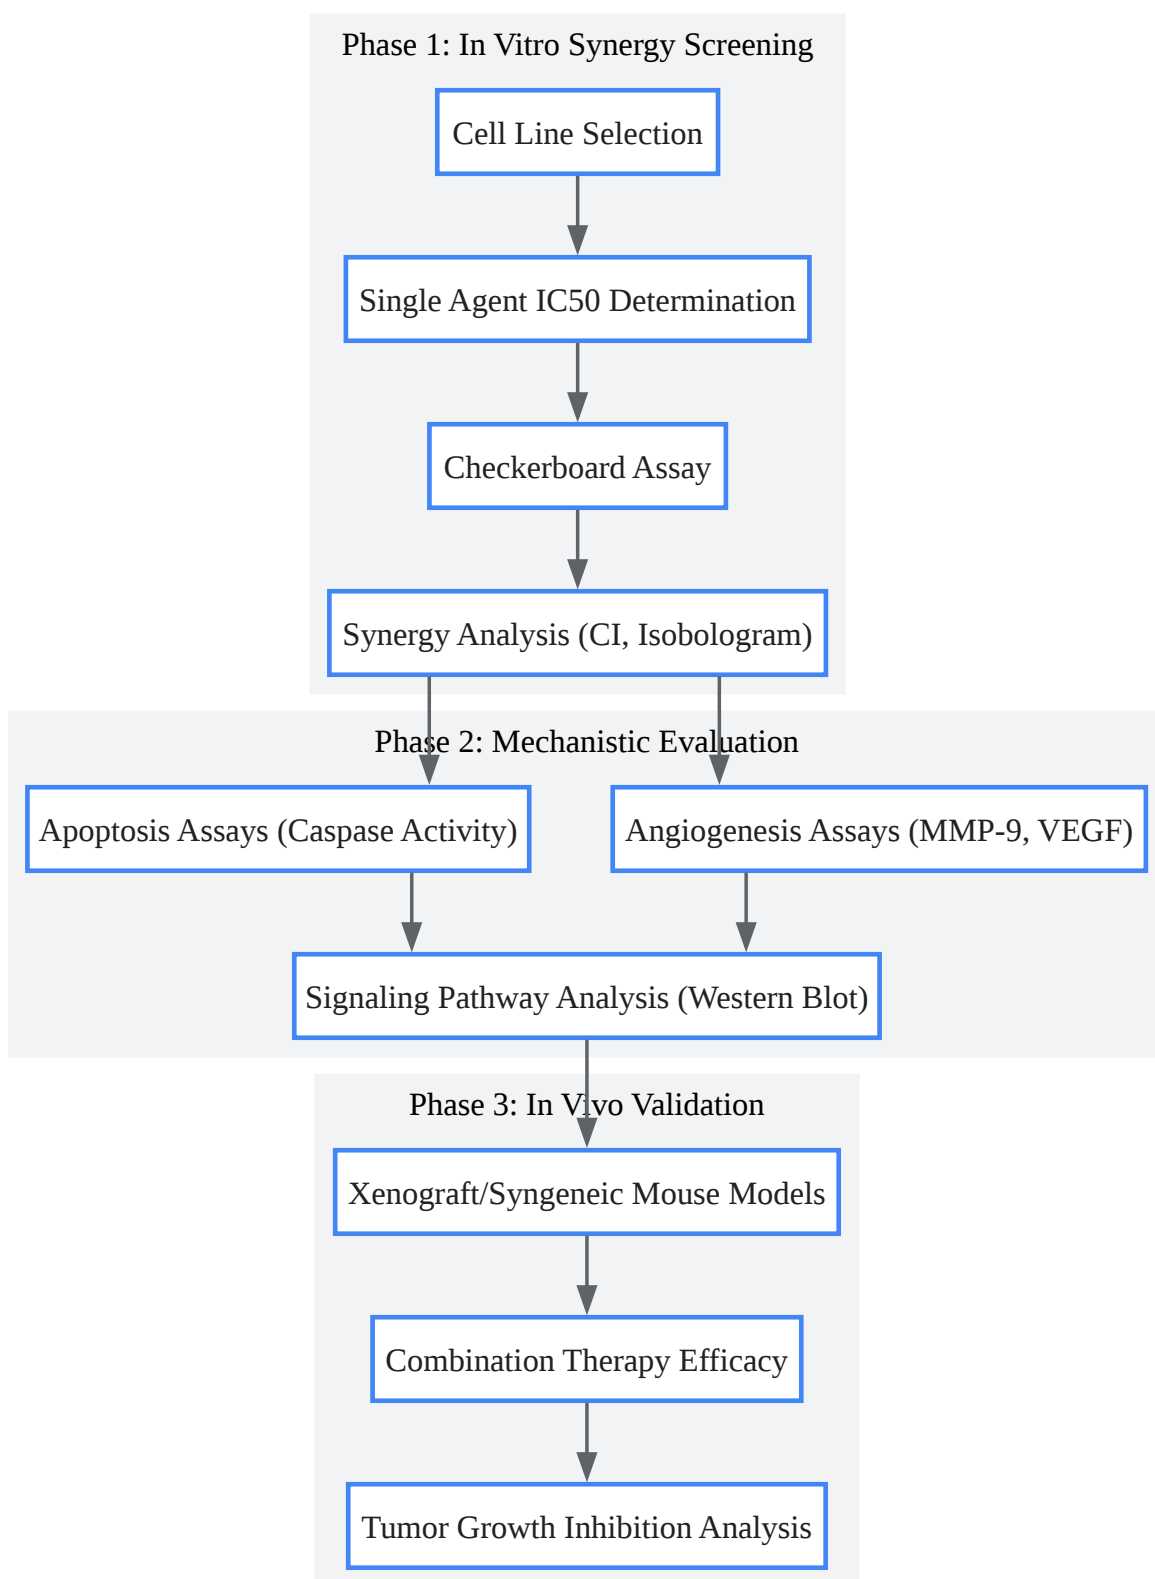 Phase 1: In Vitro Synergy Screening
Cell Line Selection
Single Agent IC50 Determination
Checkerboard Assay
Synergy Analysis (CI, Isobologram)
Phase 2: Mechanistic Evaluation
Apoptosis Assays (Caspase Activity)
Angiogenesis Assays (MMP-9, VEGF)
Signaling Pathway Analysis (Western Blot)
Phase 3: In Vivo Validation
Xenograft/Syngeneic Mouse Models
Combination Therapy Efficacy
Tumor Growth Inhibition Analysis